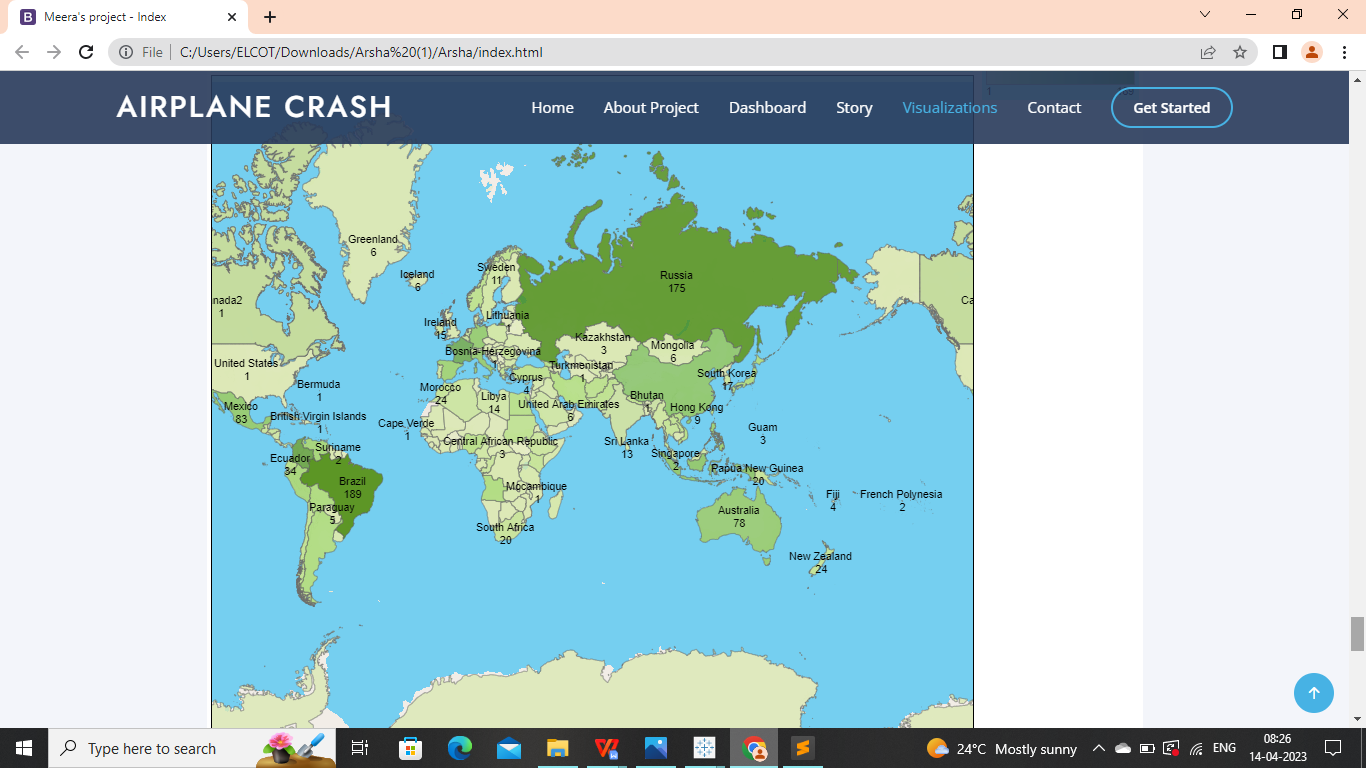 Meera's project - Index
File
C:/Users/ELCOT/Downloads/Arsha%20(1)/Arsha/index.html
AIRPLANE CRASH
Home
About Project
Dashboard
Story
Visualizations
Contact
Get Started
Greenland
6
Iceland
6
Sweden
11
Russia
175
nada2
1
Ca
Ireland
15
Lithuania
1
Kazakhstan
3
Mongolia
6
Bosnia-Herzegovina
1
United States
1
Turkmenistan
1
South Korea
17
Bermuda
1
Morocco
24
Cyprus
4
Libya
14
United Arab Emirates
6
Bhutan
1
Hong Kong
9
Mexico
83
British Virgin Islands
1
Cape Verde
1
Guam
3
Central African Republic
3
Sri Lanka
13
Suriname
2
Ecuador
34
Singapore
2
Papua New Guinea
20
Brazil
189
Mocambique
1
Fiji
4
French Polynesia
2
Paraguay
5
Australia
78
South Africa
20
New Zealand
24
Type here to search
24°C Mostly sunny
ENG
08:26
14-04-2023